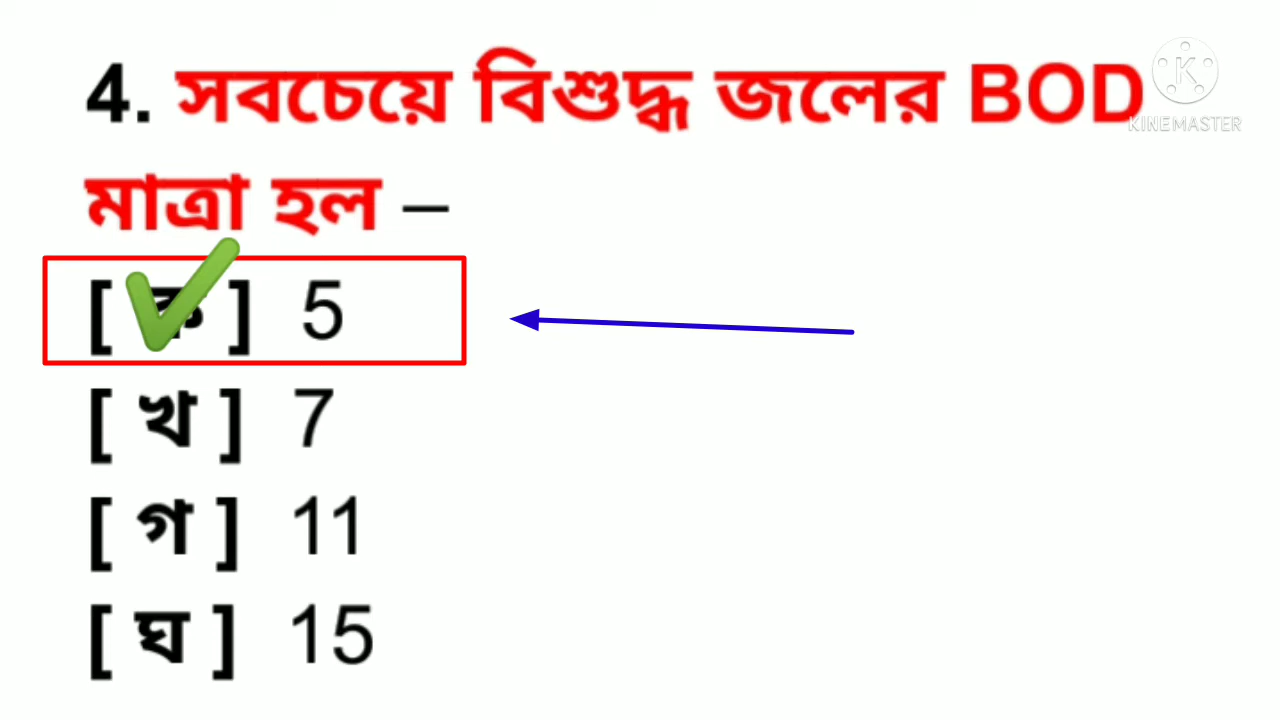 4. সবচেয়ে বিশুদ্ধ জলের BOD
KINEMASTER
মাত্রা হল –
[ ক ] 5
[ খ ] 7
[ গ ] 11
[ ঘ ] 15